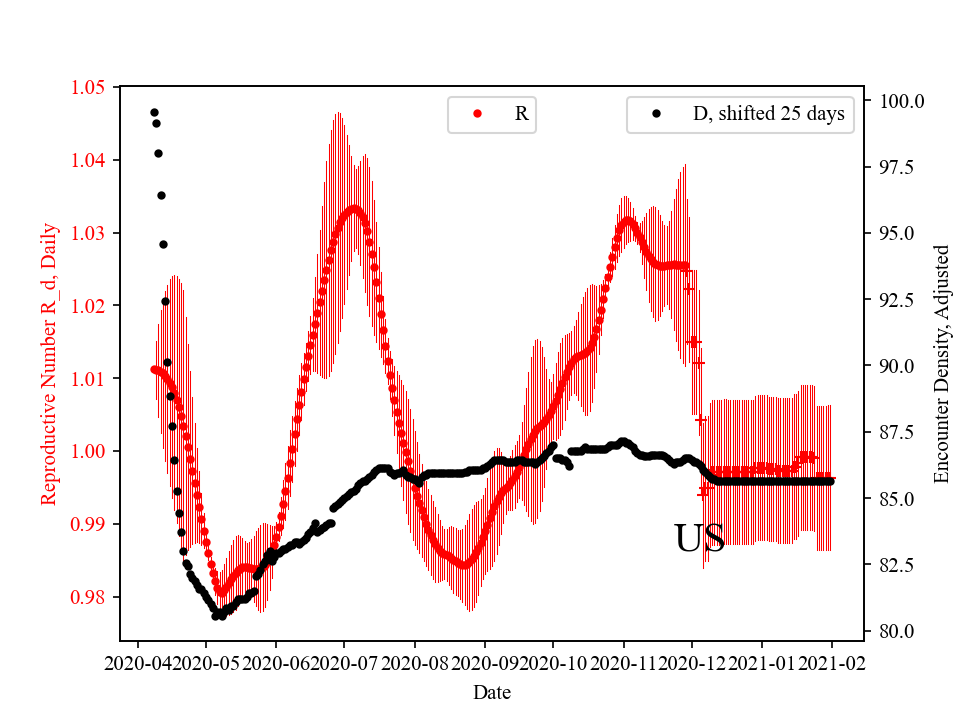 R
D, shifted 25 days
Reproductive Number R_d, Daily
1.05
1.04
1.03
1.02
1.01
1.00
0.99
0.98
100.0
97.5
95.0
92.5
90.0
87.5
85.0
82.5
80.0
Encounter Density, Adjusted
US
2020-04 2020-05 2020-06 2020-07 2020-08 2020-09 2020-10 2020-11 2020-12 2021-01 2021-02
Date